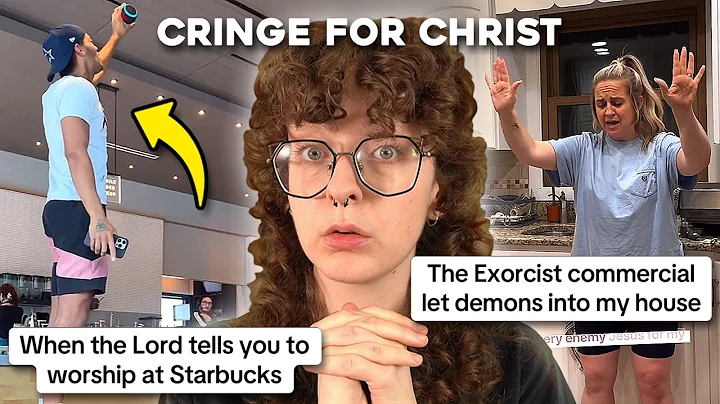 CRINGE FOR CHRIST
The Exorcist commercial
let demons into my house
ery enemy Jesus for my
When the Lord tells you to
worship at Starbucks